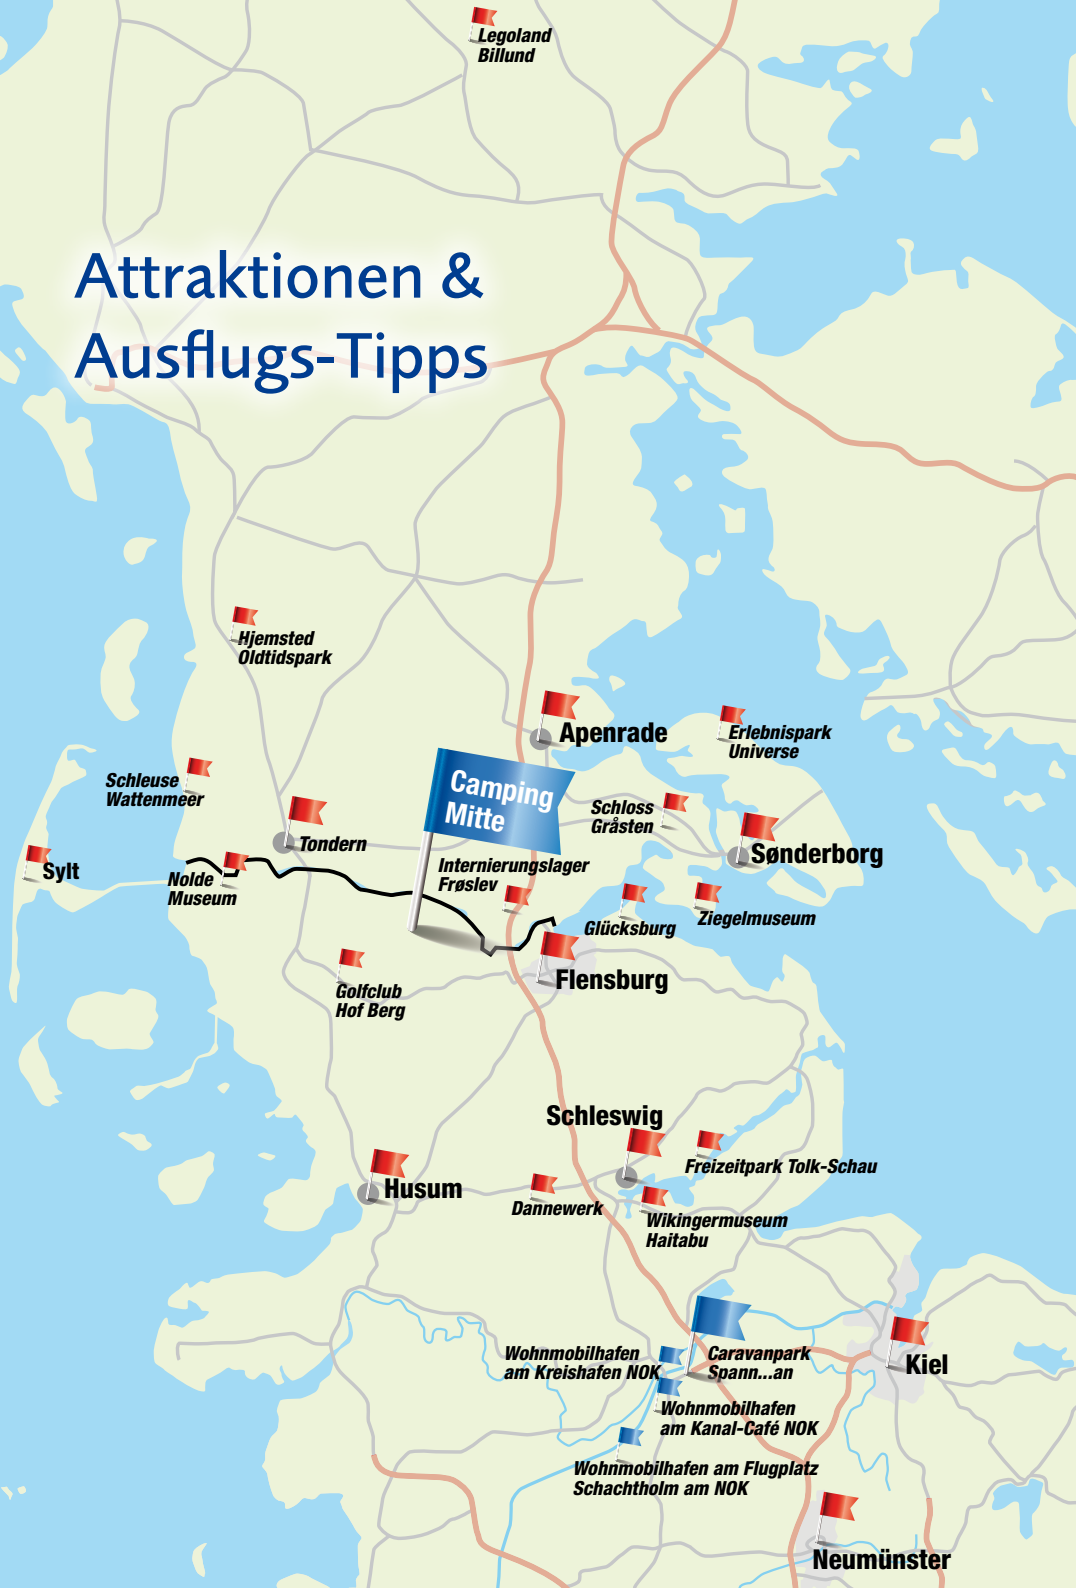 Legoland
Billund
Attraktionen &
Ausflugs-Tipps
Hjemsted
Oldtidspark
Apenrade
Erlebnispark
Universe
Schleuse
Wattenmeer
Camping
Mitte
Schloss
Gråsten
Tondern
Sønderborg
Sylt
Nolde
Museum
Internierungslager
Frøslev
Glücksburg
Ziegelmuseum
Flensburg
Golfclub
Hof Berg
Schleswig
Freizeitpark Tolk-Schau
Husum
Dannewerk
Wikingermuseum
Haitabu
Wohnmobilhafen
am Kreishafen NOK
Caravanpark
Spann...an
Kiel
Wohnmobilhafen
am Kanal-Café NOK
Wohnmobilhafen am Flugplatz
Schachtholm am NOK
Neumünster